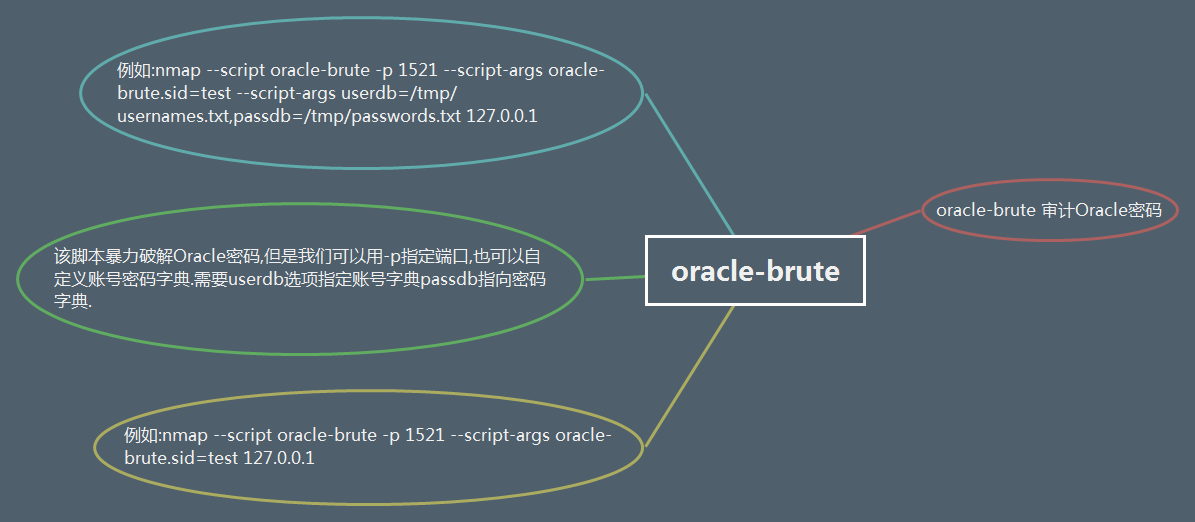 例如:nmap --script oracle-brute -p 1521 --script-args oracle-
brute.sid=test --script-args userdb=/tmp/
usernames.txt,passdb=/tmp/passwords.txt 127.0.0.1
oracle-brute 审计Oracle密码
该脚本暴力破解Oracle密码,但是我们可以用-p指定端口,也可以自
定义账号密码字典.需要userdb选项指定账号字典passdb指向密码
字典.
oracle-brute
例如:nmap --script oracle-brute -p 1521 --script-args oracle-
brute.sid=test 127.0.0.1